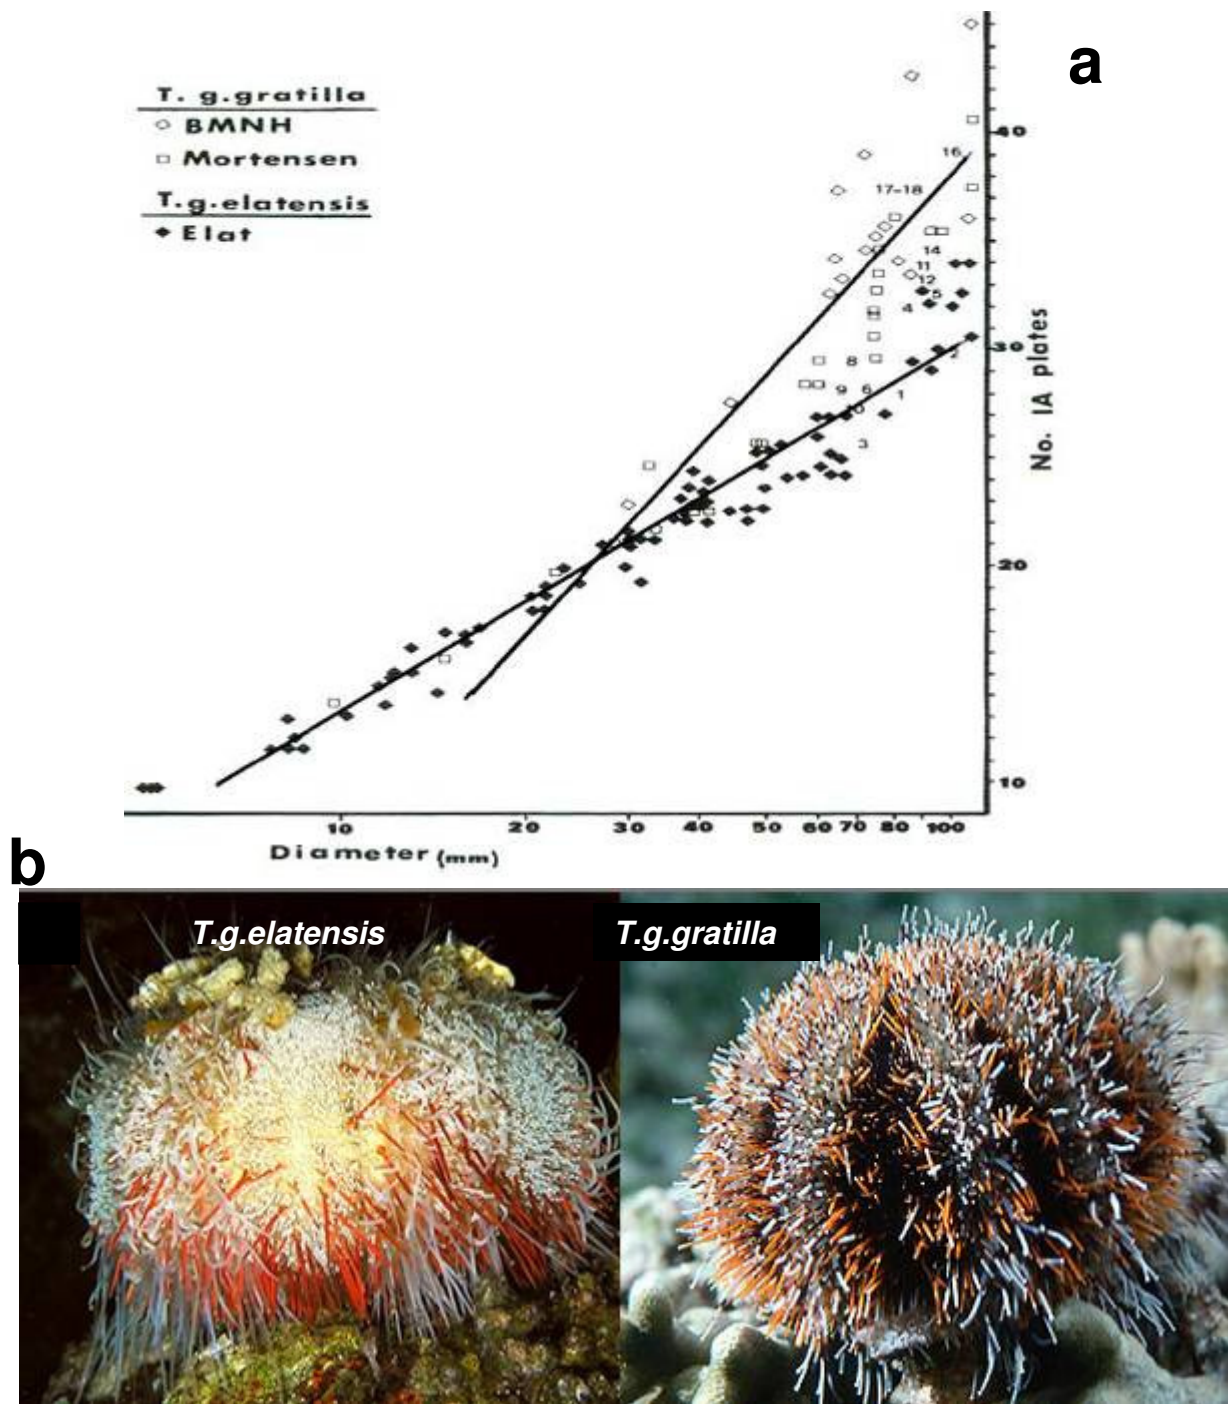 a
T. g.gratilla
◇ BMNH
□ Mortensen
T.g.elatensis
◆ Elat
40
16
17-18
14
11
12
5
4
30
2
8
9
6
1
10
3
20
10
No. IA plates
10 20 30 40 50 60 70 80 100
Diameter (mm)
b
T.g.elatensis
T.g.gratilla